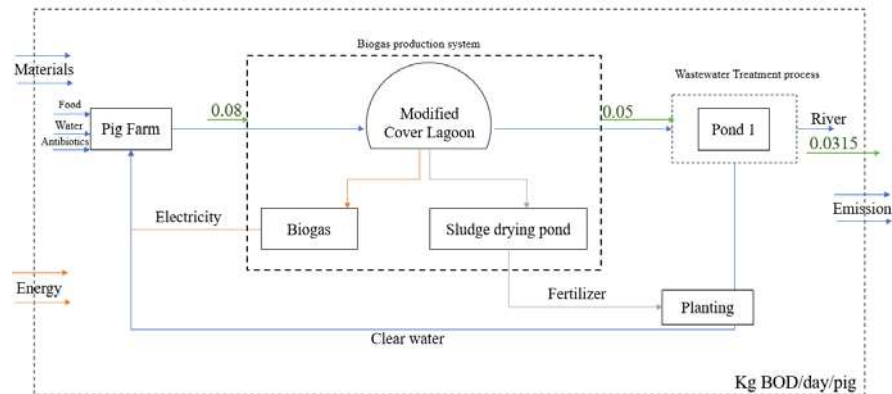 Biogas production system
Materials
Wastewater Treatment process
Food
Water
Antibiotics
Pig Farm
0.08
Modified
Cover Lagoon
0.05
Pond 1
River
0.0315
Electricity
Biogas
Sludge drying pond
Emission
Energy
Fertilizer
Planting
Clear water
Kg BOD/day/pig